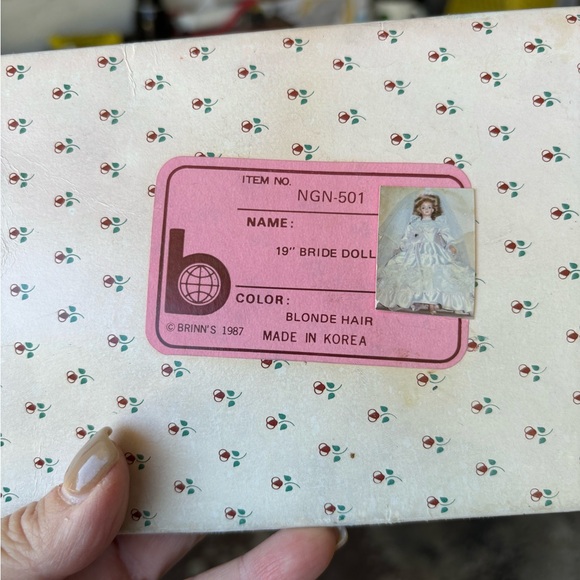 ITEM NO.
NGN-501
NAME:
19" BRIDE DOLL
COLOR:
BLONDE HAIR
b
© BRINN'S 1987
MADE IN KOREA